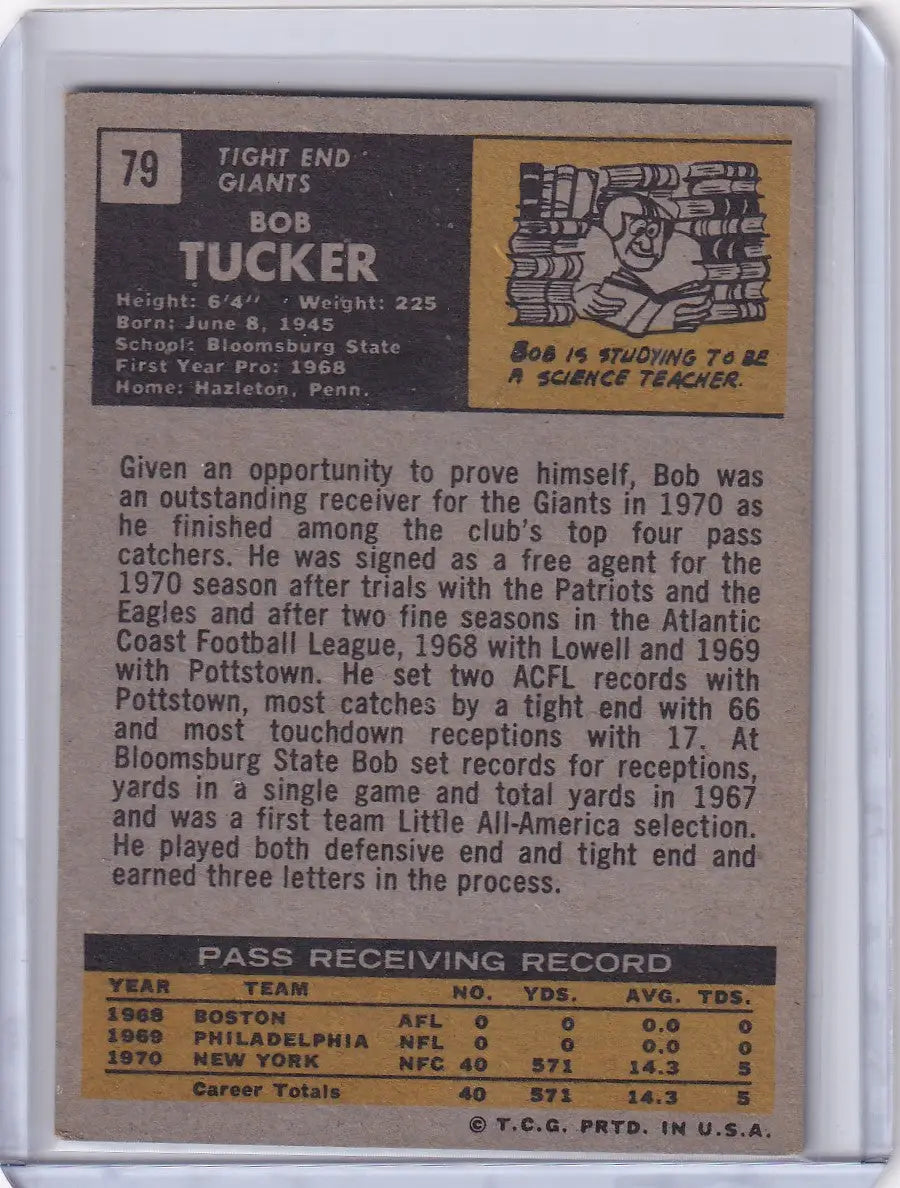 79
TIGHT END
GIANTS
BOB
TUCKER
Height: 6'4" Weight: 225
Born: June 8, 1945
School: Bloomsburg State
First Year Pro: 1968
Home: Hazleton, Penn.
BOB IS STUDYING TO BE
A SCIENCE TEACHER.
Given an opportunity to prove himself, Bob was
an outstanding receiver for the Giants in 1970 as
he finished among the club's top four pass
catchers. He was signed as a free agent for the
1970 season after trials with the Patriots and the
Eagles and after two fine seasons in the Atlantic
Coast Football League, 1968 with Lowell and 1969
with Pottstown. He set two ACFL records with
Pottstown, most catches by a tight end with 66
and most touchdown receptions with 17. At
Bloomsburg State Bob set records for receptions,
yards in a single game and total yards in 1967
and was a first team Little All-America selection.
He played both defensive end and tight end and
earned three letters in the process.
PASS RECEIVING RECORD
YEAR TEAM NO. YDS. AVG. TDS.
1968 BOSTON AFL 0 0 0.0 0
1969 PHILADELPHIA NFL 0 0 0.0 0
1970 NEW YORK NFC 40 571 14.3 5
Career Totals 40 571 14.3 5
© T.C.G. PRTD. IN U.S.A.